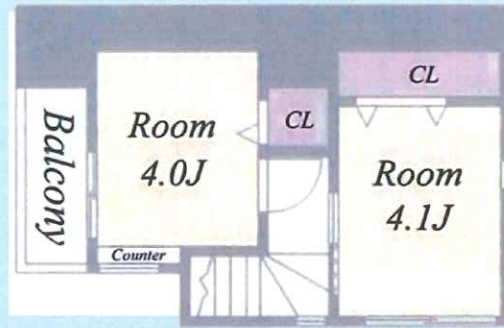 Balcony
Room
4.0J
CL
CL
Room
4.1J
Counter